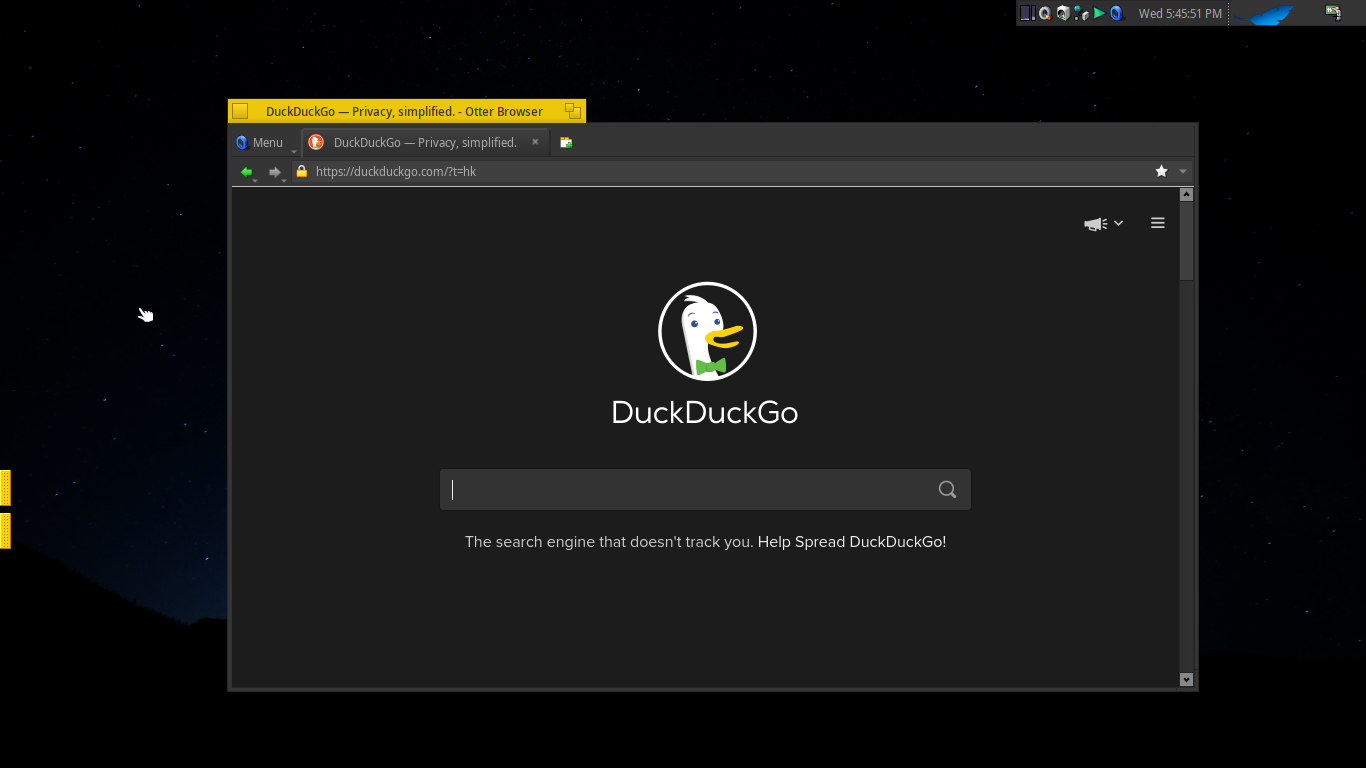 Wed 5:45:51 PM
DuckDuckGo — Privacy, simplified. - Otter Browser
Menu
DuckDuckGo — Privacy, simplified.
https://duckduckgo.com/?t=hk
DuckDuckGo
The search engine that doesn't track you. Help Spread DuckDuckGo!